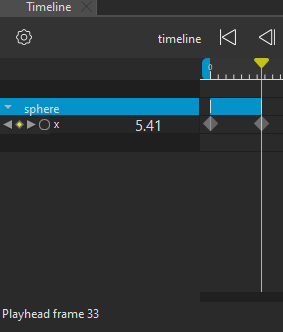 Timeline
timeline
0
sphere
x 5.41
Playhead frame 33